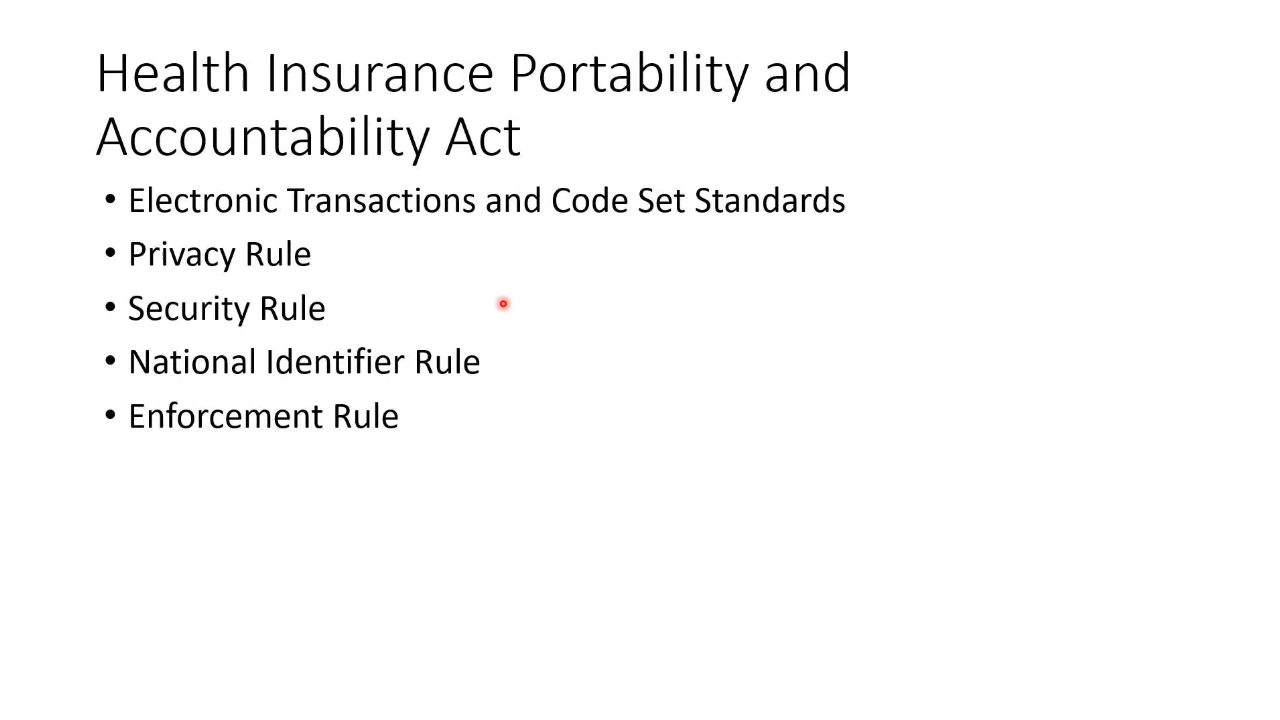 Health Insurance Portability and
Accountability Act
• Electronic Transactions and Code Set Standards
• Privacy Rule
• Security Rule
• National Identifier Rule
• Enforcement Rule